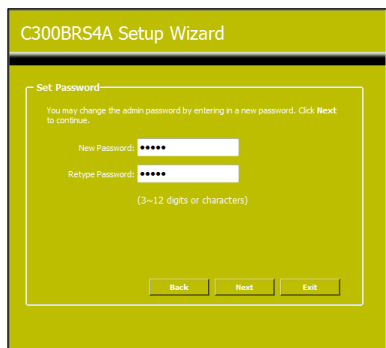 C300BRS4A Setup Wizard
Set Password
You may change the admin password by entering in a new password. Click Next
to continue.
New Password: •••••
Retype Password: •••••
(3~12 digits or characters)
Back Next Exit